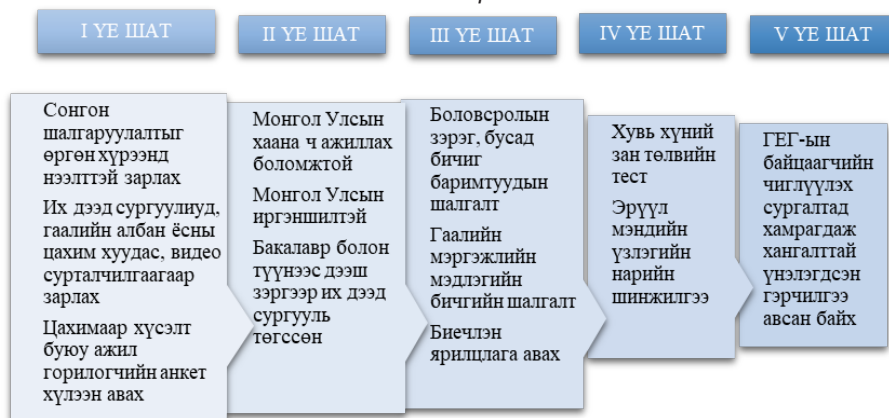 I ҮЕ ШАТ
Сонгон
шалгаруулалтыг
өргөн хүрээнд
нээлттэй зарлах
Их дээд сургуулиуд,
гаалийн албан ёсны
цахим хуудас, видео
сурталчилгаагаар
зарлах
Цахимаар хүсэлт
буюу ажил
горилогчийн анкет
хүлээн авах
II ҮЕ ШАТ
Монгол Улсын
хаана ч ажиллах
боломжтой
Монгол Улсын
иргэншилтэй
Бакалавр болон
түүнээс дээш
зэргээр их дээд
сургууль
төгссөн
III ҮЕ ШАТ
Боловсролын
зэрэг, бусад
бичиг
баримтуудын
шалгалт
Гаалийн
мэргэжлийн
мэдлэгийн
бичгийн шалгалт
Биечлэн
ярилцлага авах
IV ҮЕ ШАТ
Хувь хүний
зан төлвийн
тест
Эрүүл
мэндийн
үзлэгийн
нарийн
шинжилгээ
V ҮЕ ШАТ
ГЕГ-ын
байцаагчийн
чиглүүлэх
сургалтад
хамрагдаж
хангалттай
үнэлэгдсэн
гэрчилгээ
авсан байх